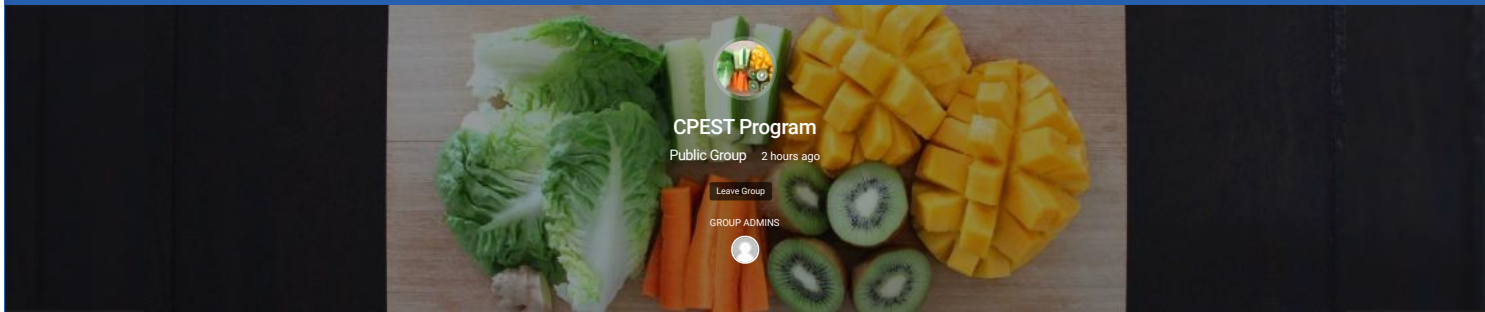 CPEST Program
Public Group 2 hours ago
Leave Group
GROUP ADMINS